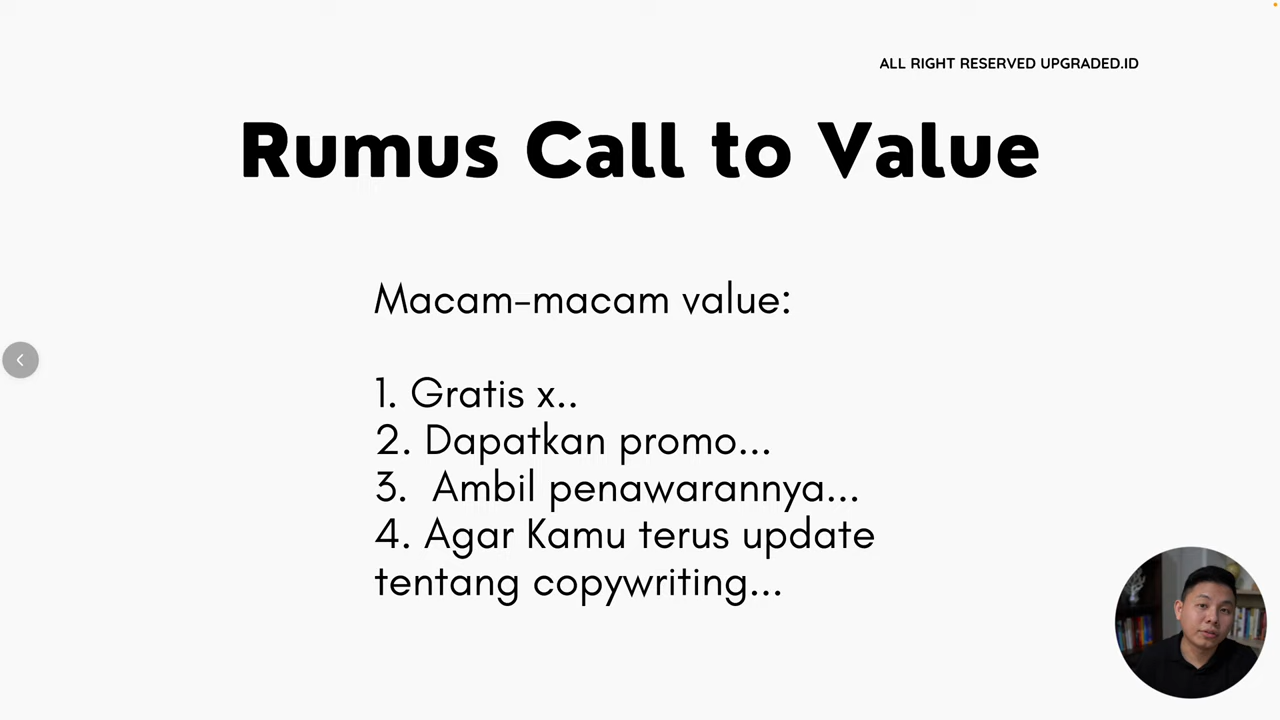 ALL RIGHT RESERVED UPGRADED.ID
Rumus Call to Value
Macam-macam value:
1. Gratis x..
2. Dapatkan promo...
3. Ambil penawarannya...
4. Agar Kamu terus update
tentang copywriting...